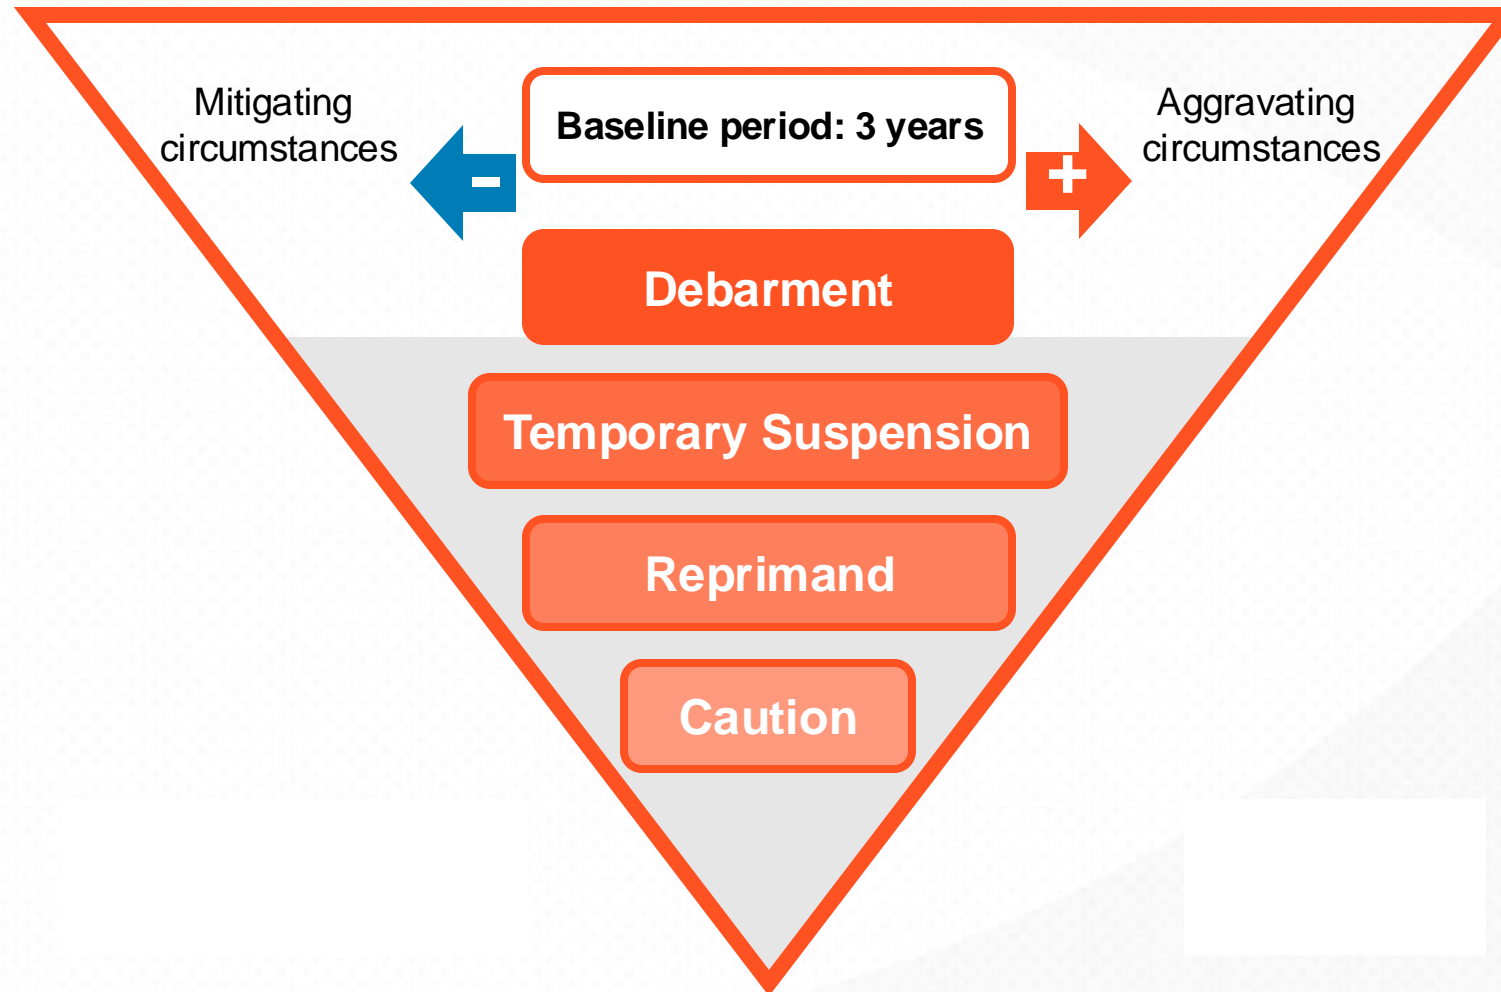 Mitigating
circumstances
Baseline period: 3 years
Aggravating
circumstances
-
+
Debarment
Temporary Suspension
Reprimand
Caution